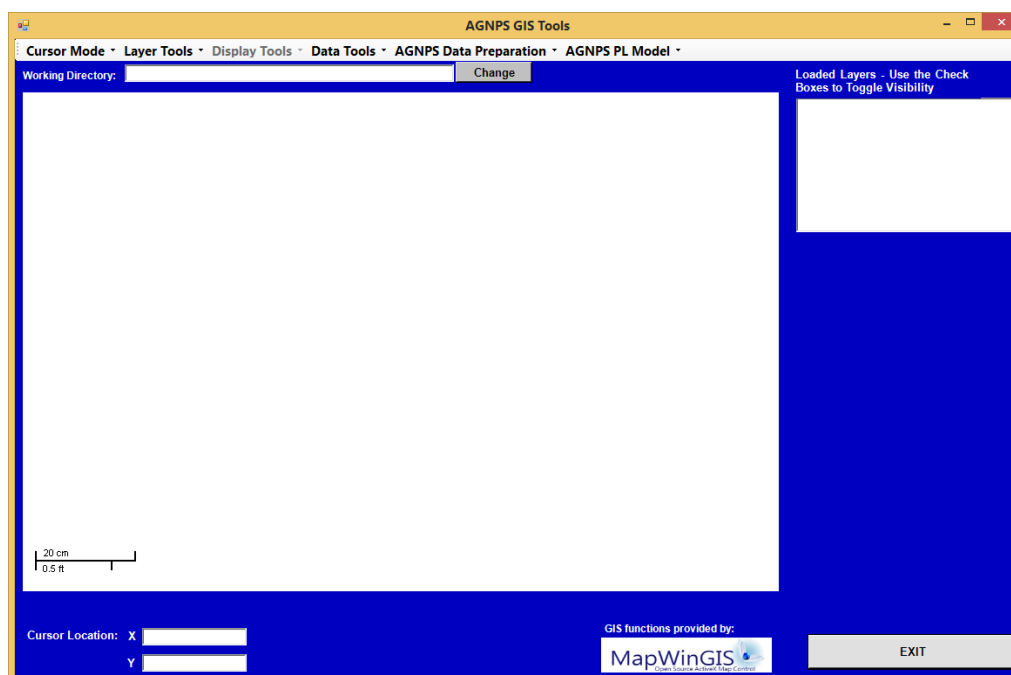 AGNPS GIS Tools
Cursor Mode Layer Tools Display Tools Data Tools AGNPS Data Preparation AGNPS PL Model
Working Directory: Change
Loaded Layers - Use the Check
Boxes to Toggle Visibility
20 cm
0.5 ft
Cursor Location: X
Y
GIS functions provided by:
MapWinGIS
Open Source ActiveX Map Control
EXIT